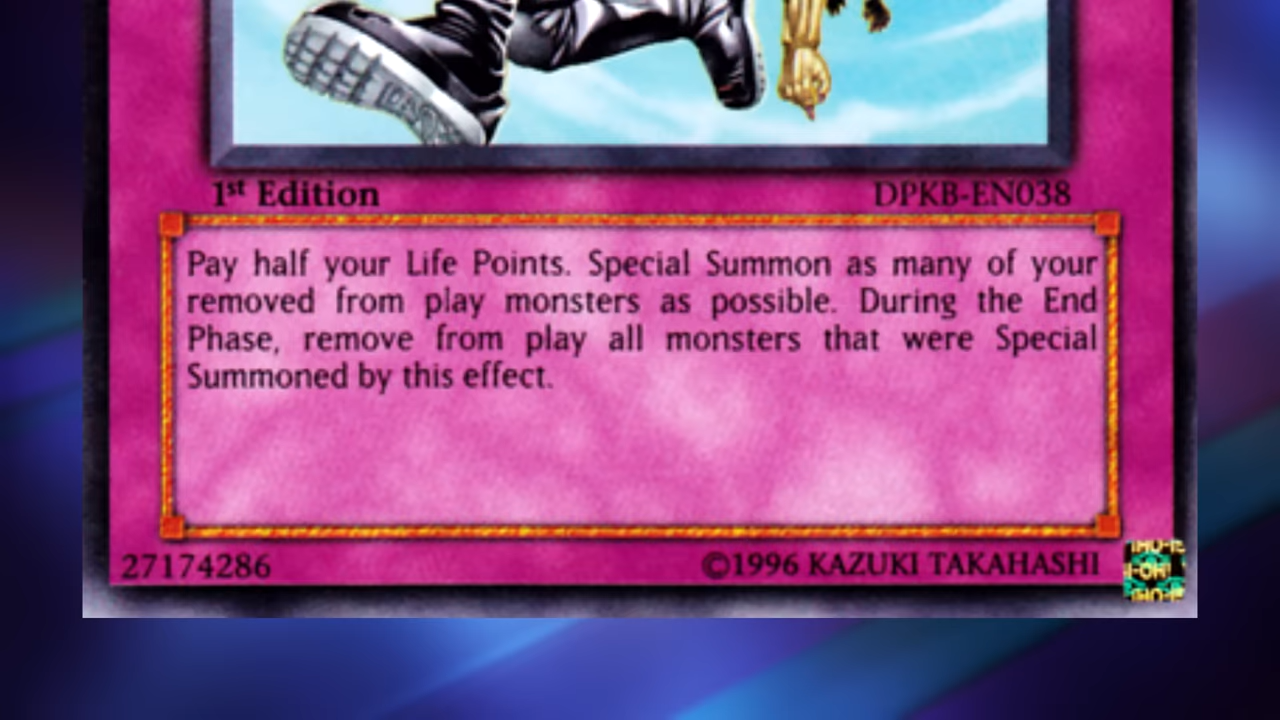 1st Edition
DPKB-EN038
Pay half your Life Points. Special Summon as many of your
removed from play monsters as possible. During the End
Phase, remove from play all monsters that were Special
Summoned by this effect.
27174286
©1996 KAZUKI TAKAHASHI